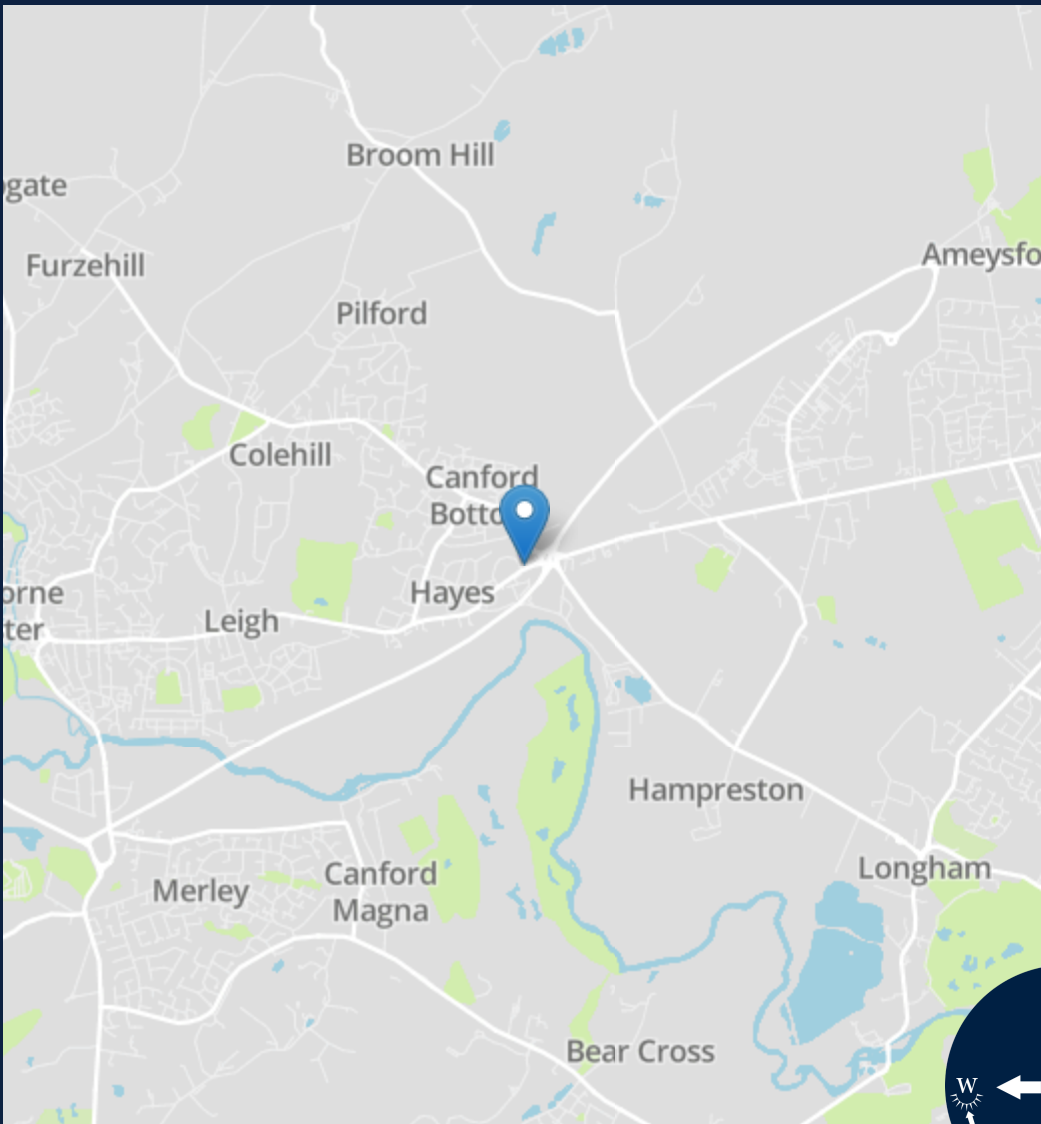 Broom Hill
ogate
Furzehill
Ameysfo
Pilford
Colehill
Canford
Botto
Hayes
orne
ter
Leigh
Hampreston
Longham
Canford
Magna
Merley
Bear Cross
W